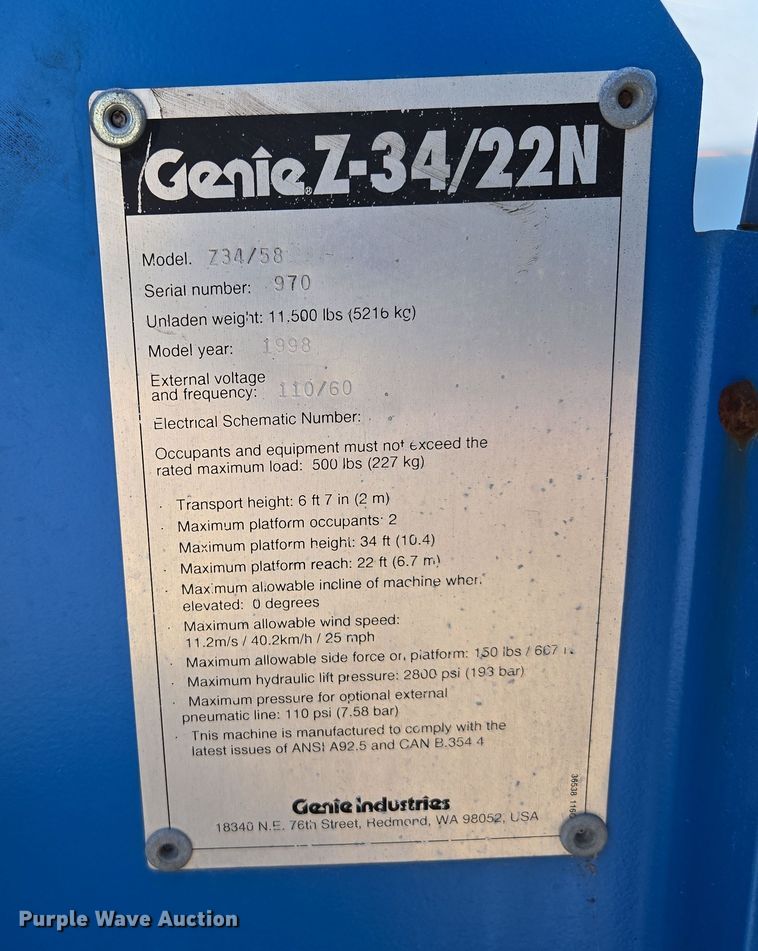 Genie® Z-34/22N
Model. Z34/58
Serial number: 970
Unladen weight: 11,500 lbs (5216 kg)
Model year: 1998
External voltage
and frequency: 110/60
Electrical Schematic Number:
Occupants and equipment must not exceed the
rated maximum load: 500 lbs (227 kg)
· Transport height: 6 ft 7 in (2 m)
· Maximum platform occupants: 2
Maximum platform height: 34 ft (10.4)
· Maximum platform reach: 22 ft (6.7 m)
· Maximum allowable incline of machine when
elevated: 0 degrees
· Maximum allowable wind speed:
11.2m/s / 40.2km/h / 25 mph
· Maximum allowable side force on platform: 150 lbs / 667 N
· Maximum hydraulic lift pressure: 2800 psi (193 bar)
· Maximum pressure for optional external
pneumatic line: 110 psi (7.58 bar)
· This machine is manufactured to comply with the
latest issues of ANSI A92.5 and CAN B.354 4
36538
Genie Industries
18340 N.E. 76th Street, Redmond, WA 98052, USA
Purple Wave Auction